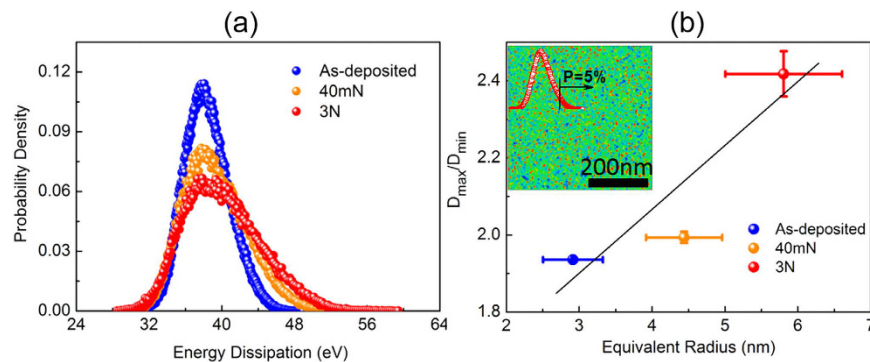 (a)
As-deposited
40mN
3N
0.12
0.09
0.06
0.03
0.00
Probability Density
24 32 40 48 56 64
Energy Dissipation (eV)
(b)
P=5%
200nm
As-deposited
40mN
3N
2.4
2.2
2.0
1.8
Dmax/Dmin
2 3 4 5 6 7
Equivalent Radius (nm)